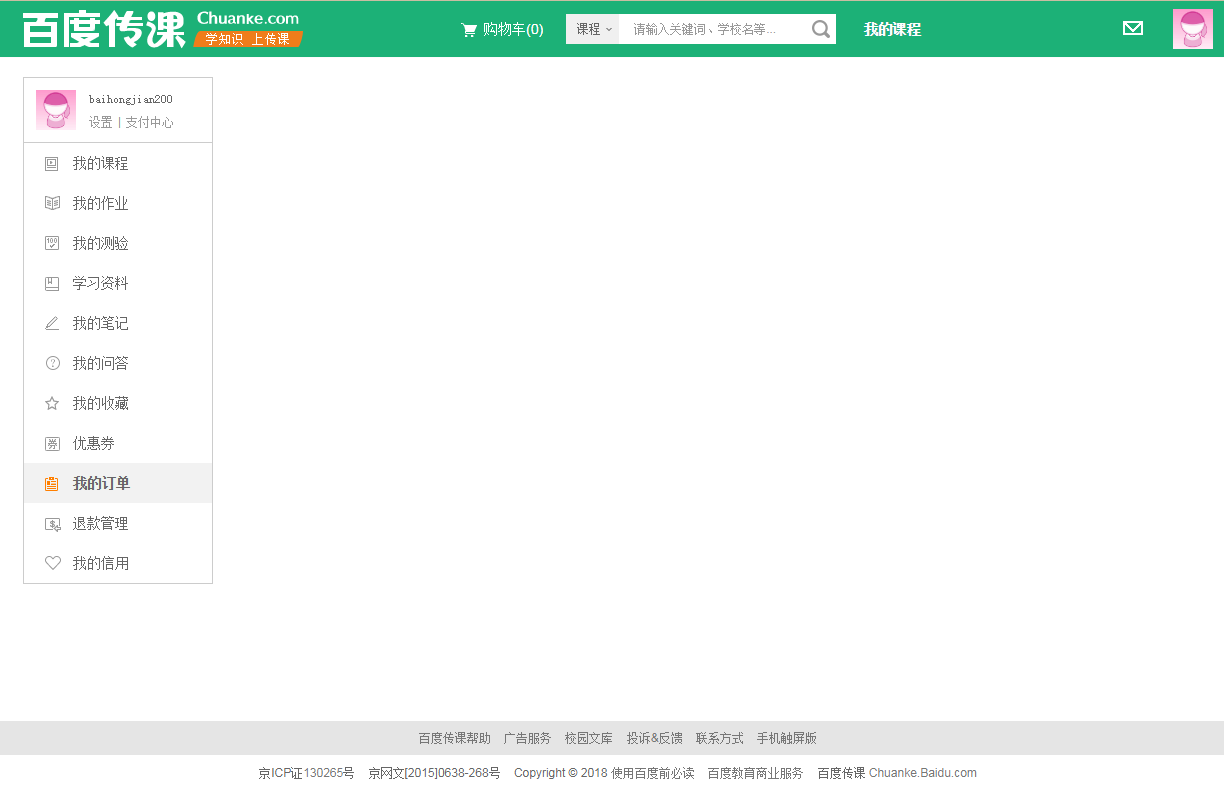 百度传课 Chuanke.com
学知识 上传课
购物车(0) 课程 请输入关键词、学校名等... 我的课程
baihongjian200
设置 | 支付中心
我的课程
我的作业
100
我的测验
学习资料
我的笔记
?
我的问答
我的收藏
券 优惠券
我的订单
$
退款管理
我的信用
百度传课帮助 广告服务 校园文库 投诉&反馈 联系方式 手机触屏版
京ICP证130265号 京网文[2015]0638-268号 Copyright © 2018 使用百度前必读 百度教育商业服务 百度传课 Chuanke.Baidu.com